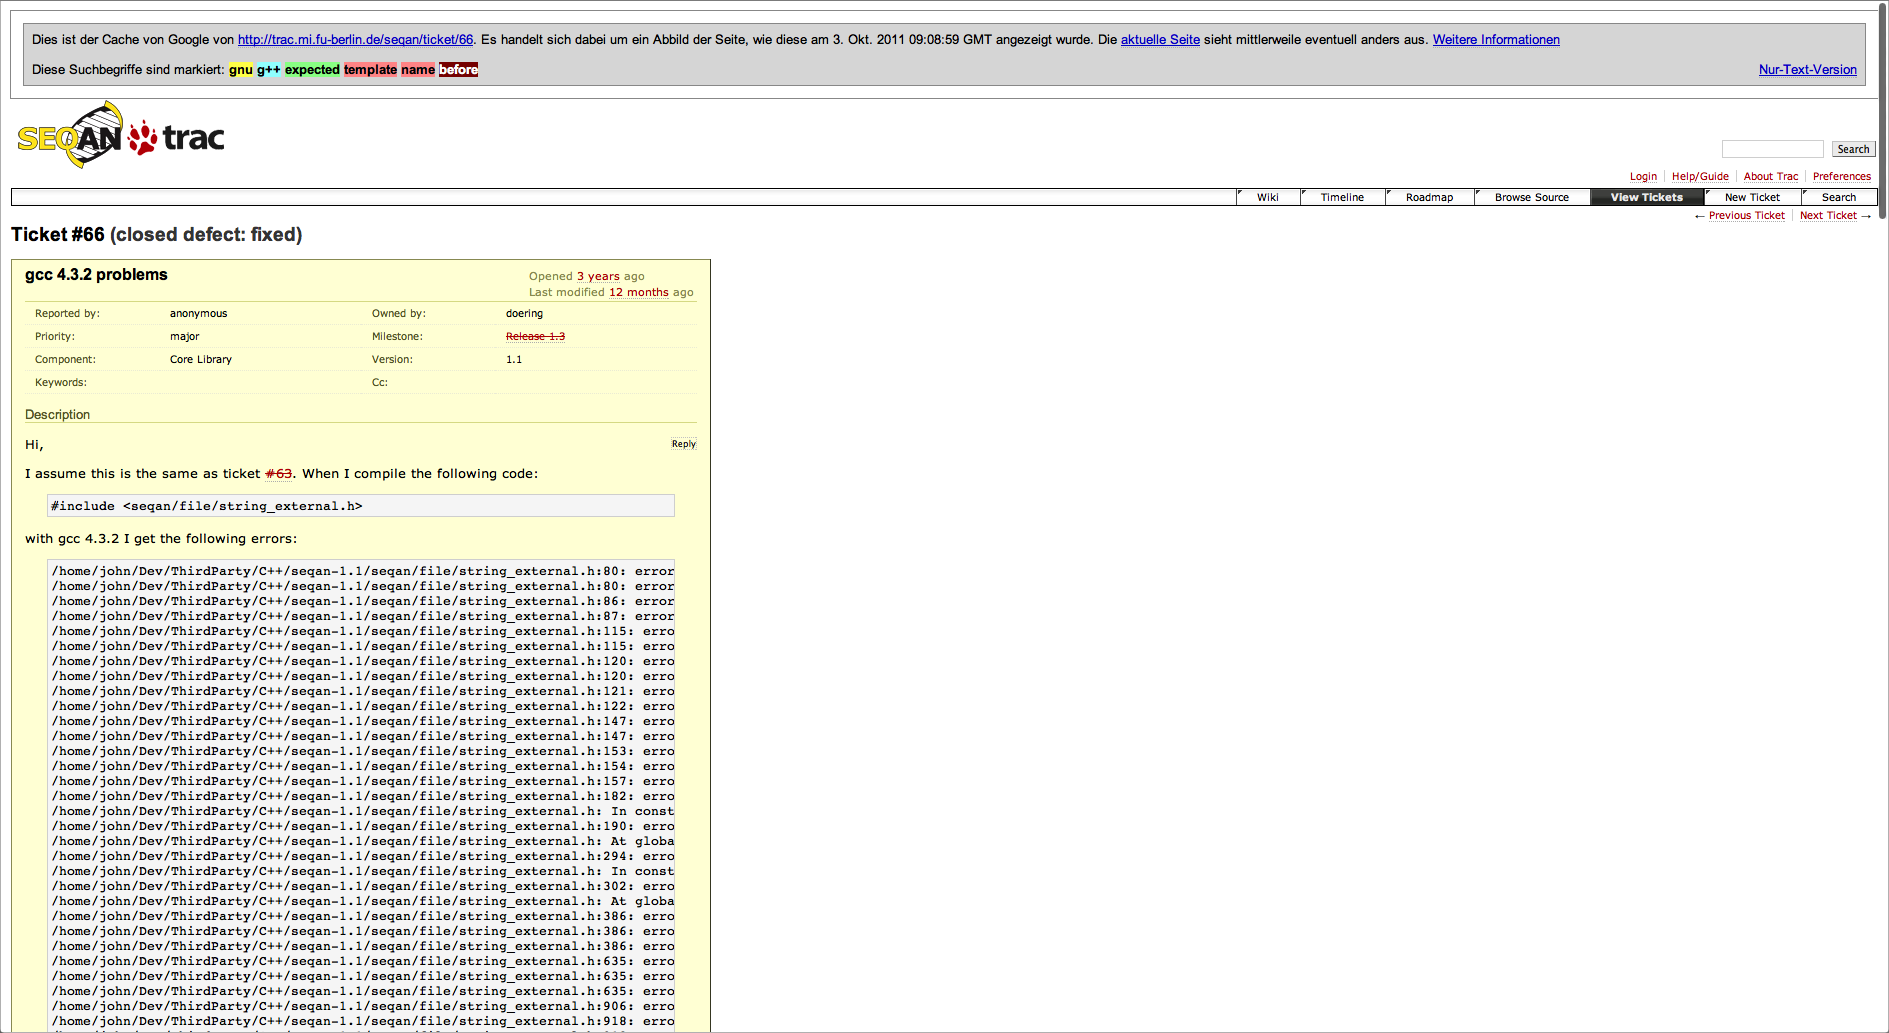 Dies ist der Cache von Google von http://trac.mi.fu-berlin.de/seqan/ticket/66. Es handelt sich dabei um ein Abbild der Seite, wie diese am 3. Okt. 2011 09:08:59 GMT angezeigt wurde. Die aktuelle Seite sieht mittlerweile eventuell anders aus. Weitere Informationen
Diese Suchbegriffe sind markiert: gnu g++ expected template name before
Nur-Text-Version
SEQAN trac
Search
Login Help/Guide About Trac Preferences
Wiki Timeline Roadmap Browse Source View Tickets New Ticket Search
← Previous Ticket Next Ticket →
Ticket #66 (closed defect: fixed)
gcc 4.3.2 problems
Opened 3 years ago
Last modified 12 months ago
Reported by: anonymous Owned by: doering
Priority: major Milestone: Release 1.3
Component: Core Library Version: 1.1
Keywords: Cc:
Description
Hi,
Reply
I assume this is the same as ticket #63. When I compile the following code:
#include <seqan/file/string_external.h>
with gcc 4.3.2 I get the following errors:
/home/john/Dev/ThirdParty/C++/seqan-1.1/seqan/file/string_external.h:80: error
/home/john/Dev/ThirdParty/C++/seqan-1.1/seqan/file/string_external.h:80: error
/home/john/Dev/ThirdParty/C++/seqan-1.1/seqan/file/string_external.h:86: error
/home/john/Dev/ThirdParty/C++/seqan-1.1/seqan/file/string_external.h:87: error
/home/john/Dev/ThirdParty/C++/seqan-1.1/seqan/file/string_external.h:115: erro
/home/john/Dev/ThirdParty/C++/seqan-1.1/seqan/file/string_external.h:115: erro
/home/john/Dev/ThirdParty/C++/seqan-1.1/seqan/file/string_external.h:120: erro
/home/john/Dev/ThirdParty/C++/seqan-1.1/seqan/file/string_external.h:120: erro
/home/john/Dev/ThirdParty/C++/seqan-1.1/seqan/file/string_external.h:121: erro
/home/john/Dev/ThirdParty/C++/seqan-1.1/seqan/file/string_external.h:122: erro
/home/john/Dev/ThirdParty/C++/seqan-1.1/seqan/file/string_external.h:147: erro
/home/john/Dev/ThirdParty/C++/seqan-1.1/seqan/file/string_external.h:147: erro
/home/john/Dev/ThirdParty/C++/seqan-1.1/seqan/file/string_external.h:153: erro
/home/john/Dev/ThirdParty/C++/seqan-1.1/seqan/file/string_external.h:154: erro
/home/john/Dev/ThirdParty/C++/seqan-1.1/seqan/file/string_external.h:157: erro
/home/john/Dev/ThirdParty/C++/seqan-1.1/seqan/file/string_external.h:182: erro
/home/john/Dev/ThirdParty/C++/seqan-1.1/seqan/file/string_external.h: In const
/home/john/Dev/ThirdParty/C++/seqan-1.1/seqan/file/string_external.h:190: erro
/home/john/Dev/ThirdParty/C++/seqan-1.1/seqan/file/string_external.h: At globa
/home/john/Dev/ThirdParty/C++/seqan-1.1/seqan/file/string_external.h:294: erro
/home/john/Dev/ThirdParty/C++/seqan-1.1/seqan/file/string_external.h: In const
/home/john/Dev/ThirdParty/C++/seqan-1.1/seqan/file/string_external.h:302: erro
/home/john/Dev/ThirdParty/C++/seqan-1.1/seqan/file/string_external.h: At globa
/home/john/Dev/ThirdParty/C++/seqan-1.1/seqan/file/string_external.h:386: erro
/home/john/Dev/ThirdParty/C++/seqan-1.1/seqan/file/string_external.h:386: erro
/home/john/Dev/ThirdParty/C++/seqan-1.1/seqan/file/string_external.h:386: erro
/home/john/Dev/ThirdParty/C++/seqan-1.1/seqan/file/string_external.h:635: erro
/home/john/Dev/ThirdParty/C++/seqan-1.1/seqan/file/string_external.h:635: erro
/home/john/Dev/ThirdParty/C++/seqan-1.1/seqan/file/string_external.h:635: erro
/home/john/Dev/ThirdParty/C++/seqan-1.1/seqan/file/string_external.h:906: erro
/home/john/Dev/ThirdParty/C++/seqan-1.1/seqan/file/string_external.h:918: erro